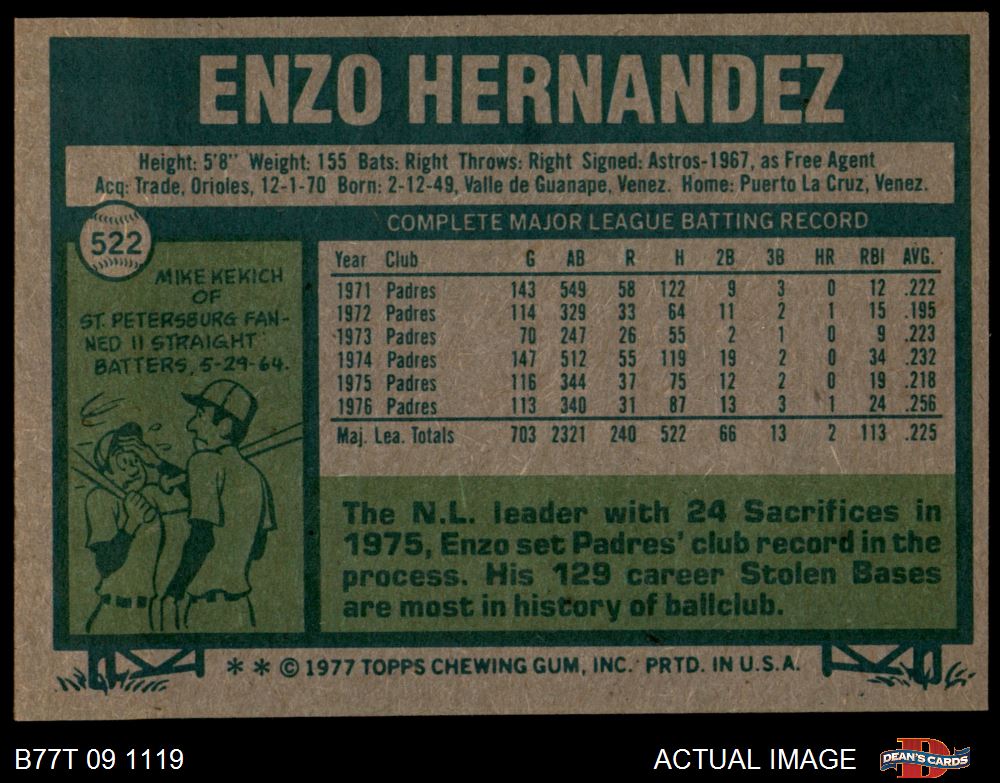 ENZO HERNANDEZ
Height: 5'8" Weight: 155 Bats: Right Throws: Right Signed: Astros-1967, as Free Agent
Acq: Trade, Orioles, 12-1-70 Born: 2-12-49, Valle de Guanape, Venez. Home: Puerto La Cruz, Venez.
522
MIKE KEKICH
OF
ST. PETERSBURG FAN-
NED 11 STRAIGHT
BATTERS, 5-29-64.
COMPLETE MAJOR LEAGUE BATTING RECORD
Year Club G AB R H 2B 3B HR RBI AVG.
1971 Padres 143 549 58 122 9 3 0 12 .222
1972 Padres 114 329 33 64 11 2 1 15 .195
1973 Padres 70 247 26 55 2 1 0 9 .223
1974 Padres 147 512 55 119 19 2 0 34 .232
1975 Padres 116 344 37 75 12 2 0 19 .218
1976 Padres 113 340 31 87 13 3 1 24 .256
Maj. Lea. Totals 703 2321 240 522 66 13 2 113 .225
The N.L. leader with 24 Sacrifices in
1975, Enzo set Padres' club record in the
process. His 129 career Stolen Bases
are most in history of ballclub.
* * © 1977 TOPPS CHEWING GUM, INC. PRTD. IN U.S.A.
B77T 09 1119
ACTUAL IMAGE
DEAN'S CARDS